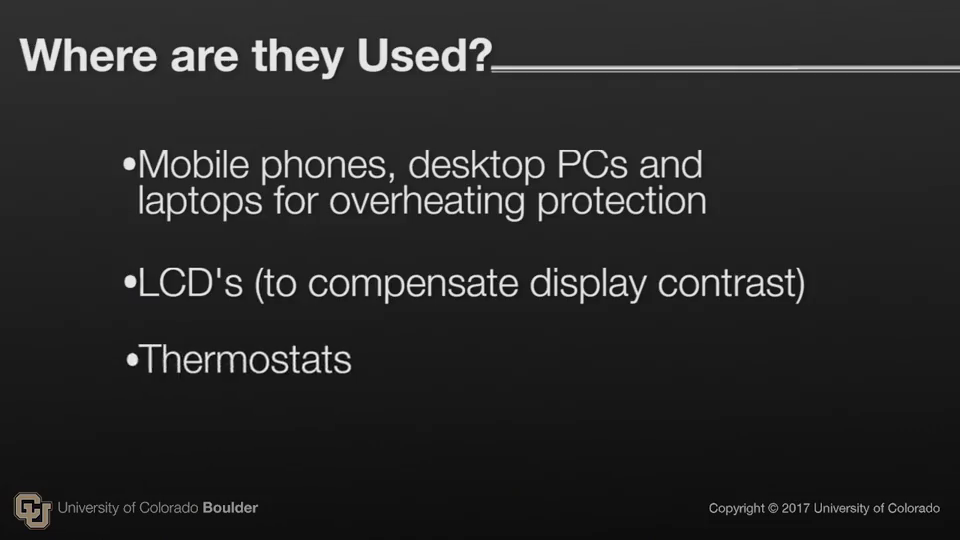 Where are they Used?
•Mobile phones, desktop PCs and
laptops for overheating protection
•LCD's (to compensate display contrast)
•Thermostats
CU University of Colorado Boulder
Copyright © 2017 University of Colorado